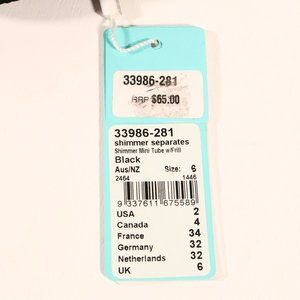 33986-281
RRP $65.00
33986-281
shimmer separates
Shimmer Mini Tube w/Frill
Black
Aus/NZ Size: 6
2464 1446
9 337611 675589
USA 2
Canada 4
France 34
Germany 32
Netherlands 32
UK 6